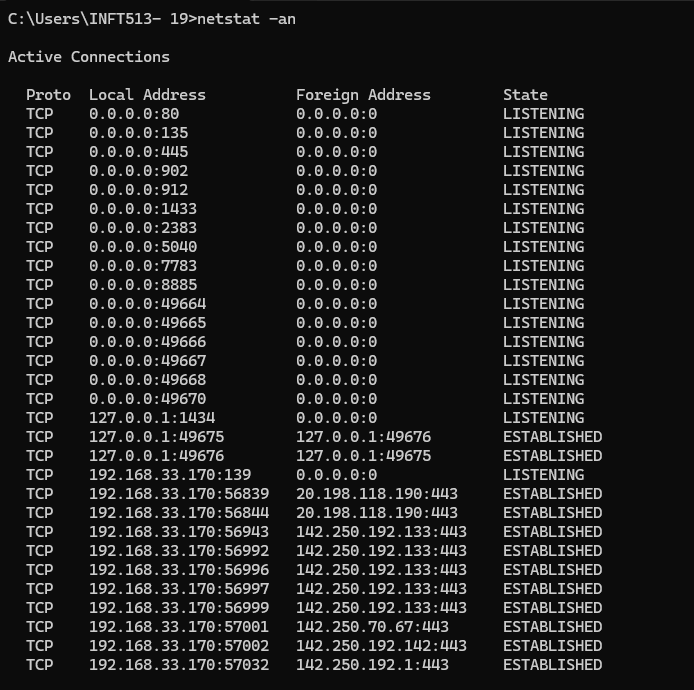 C:\Users\INFT513- 19>netstat -an
Active Connections
Proto  Local Address          Foreign Address        State
TCP    0.0.0.0:80             0.0.0.0:0              LISTENING
TCP    0.0.0.0:135            0.0.0.0:0              LISTENING
TCP    0.0.0.0:445            0.0.0.0:0              LISTENING
TCP    0.0.0.0:902            0.0.0.0:0              LISTENING
TCP    0.0.0.0:912            0.0.0.0:0              LISTENING
TCP    0.0.0.0:1433           0.0.0.0:0              LISTENING
TCP    0.0.0.0:2383           0.0.0.0:0              LISTENING
TCP    0.0.0.0:5040           0.0.0.0:0              LISTENING
TCP    0.0.0.0:7783           0.0.0.0:0              LISTENING
TCP    0.0.0.0:8885           0.0.0.0:0              LISTENING
TCP    0.0.0.0:49664          0.0.0.0:0              LISTENING
TCP    0.0.0.0:49665          0.0.0.0:0              LISTENING
TCP    0.0.0.0:49666          0.0.0.0:0              LISTENING
TCP    0.0.0.0:49667          0.0.0.0:0              LISTENING
TCP    0.0.0.0:49668          0.0.0.0:0              LISTENING
TCP    0.0.0.0:49670          0.0.0.0:0              LISTENING
TCP    127.0.0.1:1434         0.0.0.0:0              LISTENING
TCP    127.0.0.1:49675        127.0.0.1:49676        ESTABLISHED
TCP    127.0.0.1:49676        127.0.0.1:49675        ESTABLISHED
TCP    192.168.33.170:139     0.0.0.0:0              LISTENING
TCP    192.168.33.170:56839   20.198.118.190:443     ESTABLISHED
TCP    192.168.33.170:56844   20.198.118.190:443     ESTABLISHED
TCP    192.168.33.170:56943   142.250.192.133:443    ESTABLISHED
TCP    192.168.33.170:56992   142.250.192.133:443    ESTABLISHED
TCP    192.168.33.170:56996   142.250.192.133:443    ESTABLISHED
TCP    192.168.33.170:56997   142.250.192.133:443    ESTABLISHED
TCP    192.168.33.170:56999   142.250.192.133:443    ESTABLISHED
TCP    192.168.33.170:57001   142.250.70.67:443      ESTABLISHED
TCP    192.168.33.170:57002   142.250.192.142:443    ESTABLISHED
TCP    192.168.33.170:57032   142.250.192.1:443      ESTABLISHED